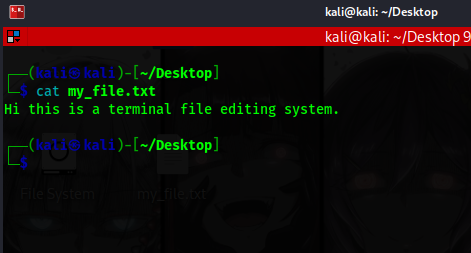 kali@kali: ~/Desktop
kali@kali: ~/Desktop 9
┌──(kali㉿kali)-[~/Desktop]
└─$ cat my_file.txt
Hi this is a terminal file editing system.
┌──(kali㉿kali)-[~/Desktop]
└─$
File System
my_file.txt